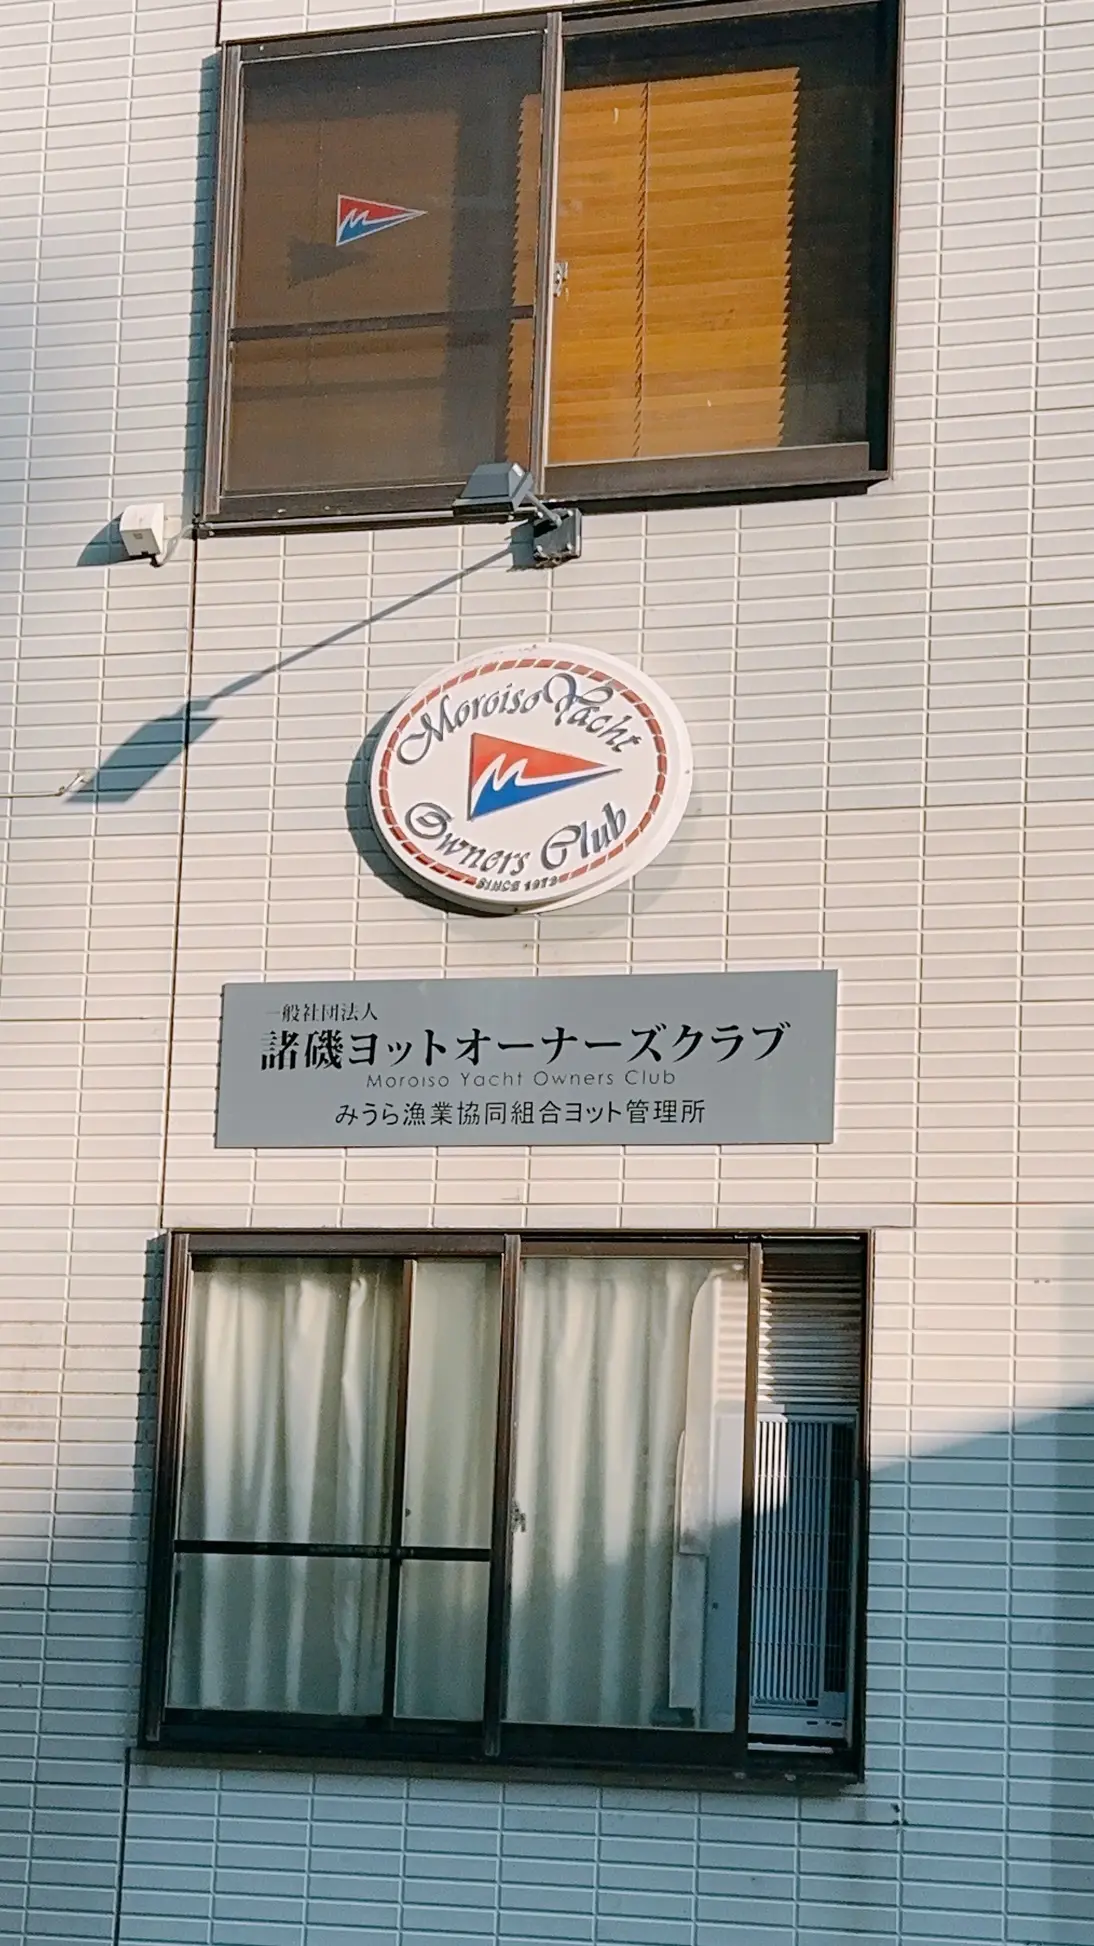 Moroiso Yacht
Owners Club
SINCE 1973
一般社団法人
諸磯ヨットオーナーズクラブ
Moroiso Yacht Owners Club
みうら漁業協同組合ヨット管理所